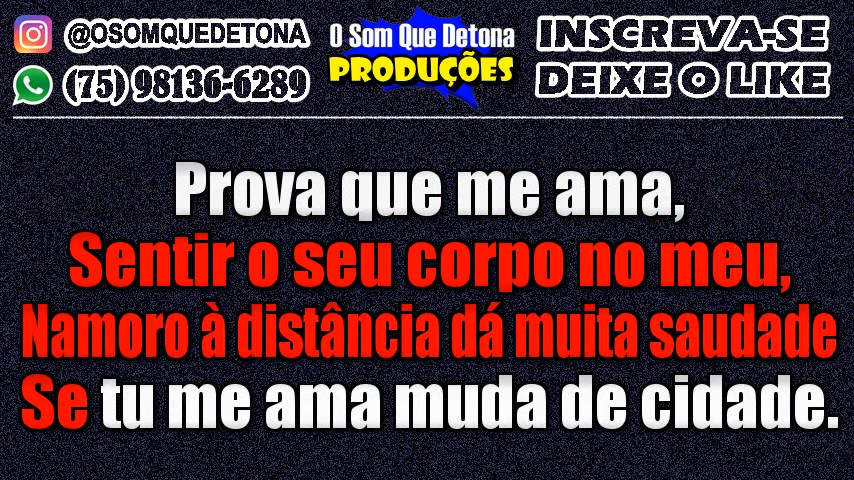 @OSOMQUEDETONA
(75) 98136-6289
O Som Que Detona
PRODUÇÕES
INSCREVA-SE
DEIXE O LIKE
Prova que me ama,
Sentir o seu corpo no meu,
Namoro à distância dá muita saudade
Se tu me ama muda de cidade.